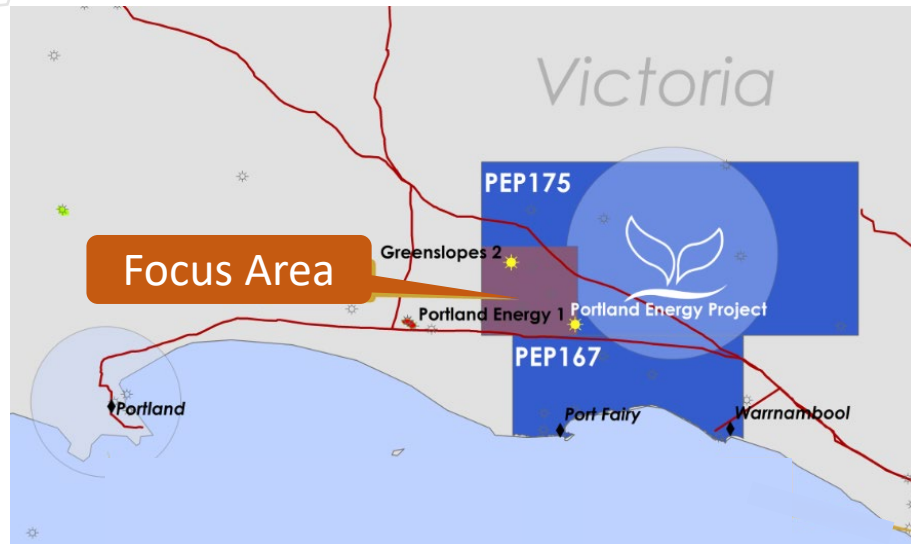 Victoria
PEP175
Greenslopes 2
Focus Area
Portland Energy 1
Portland Energy Project
PEP167
Portland
Port Fairy
Warrnambool